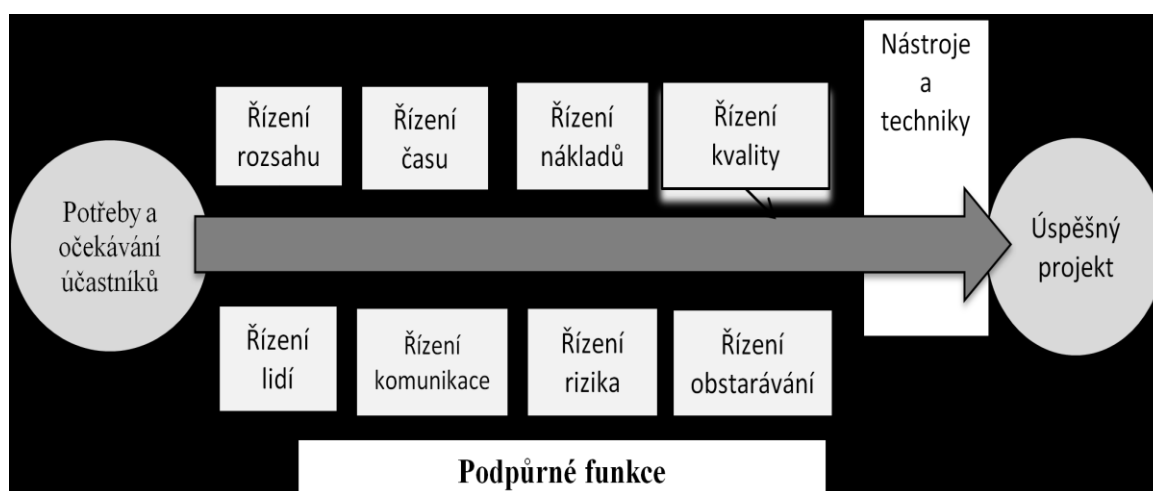 Nástroje
a
techniky
Řízení
rozsahu
Řízení
času
Řízení
nákladů
Řízení
kvality
Potřeby a
očekávání
účastníků
Úspěšný
projekt
Řízení
lidí
Řízení
komunikace
Řízení
rizika
Řízení
obstarávání
Podpůrné funkce